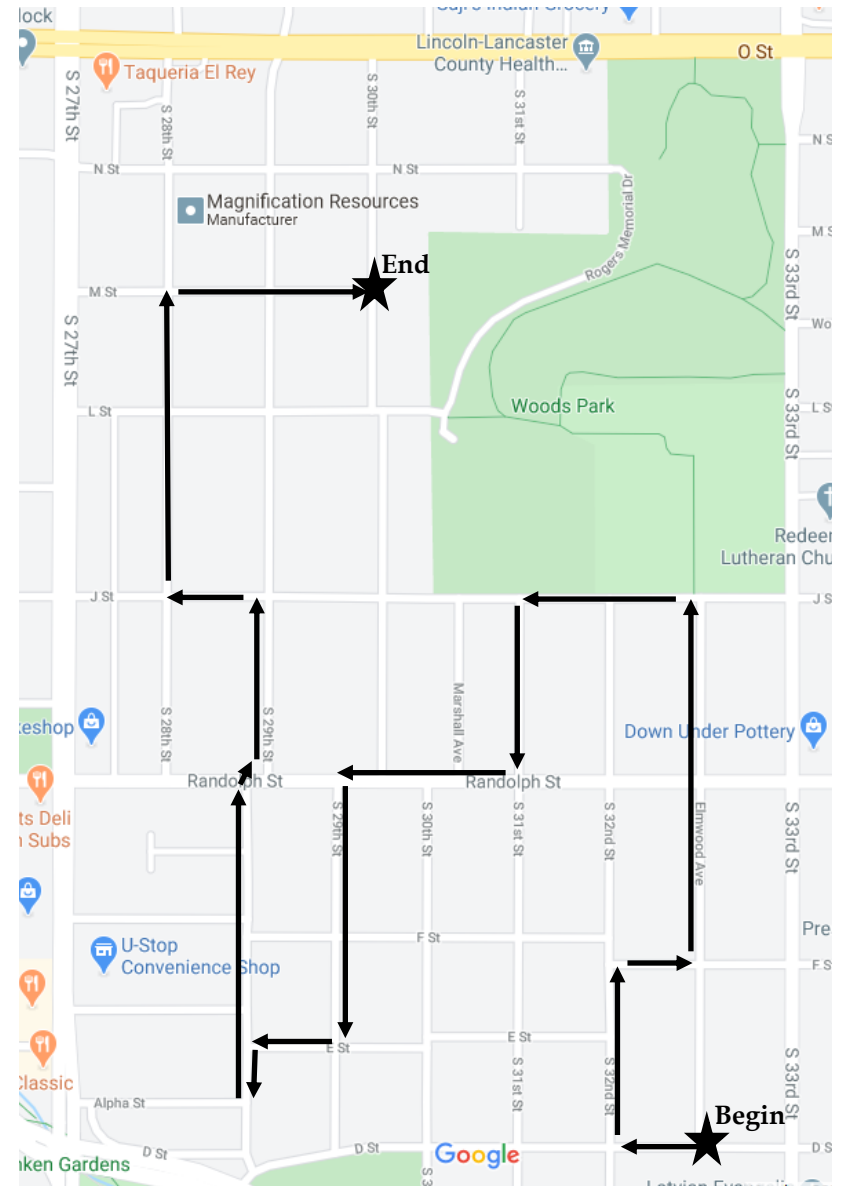 lock
Lincoln-Lancaster
County Health...
O St
Taqueria El Rey
S 27th St
S 28th St
S 30th St
S 31st St
N St
N St
N S
Magnification Resources
Manufacturer
Rogers Memorial Dr
M S
S 33rd St
End
M St
S 27th St
Wo
L St
Woods Park
S 33rd St
L S
Redeer
Lutheran Chu
J St
J S
Marshall Ave
eshop
S 28th St
S 29th St
Down Under Pottery
Randolph St
Randolph St
ts Deli
n Subs
S 29th St
S 30th St
S 31st St
S 32nd St
Elmwood Ave
S 33rd St
F St
Pre
U-Stop
Convenience Shop
F S
E St
E St
Classic
S 31st St
S 32nd St
S 33rd St
Alpha St
Begin
D St
D St
Google
D S
ken Gardens
S 3